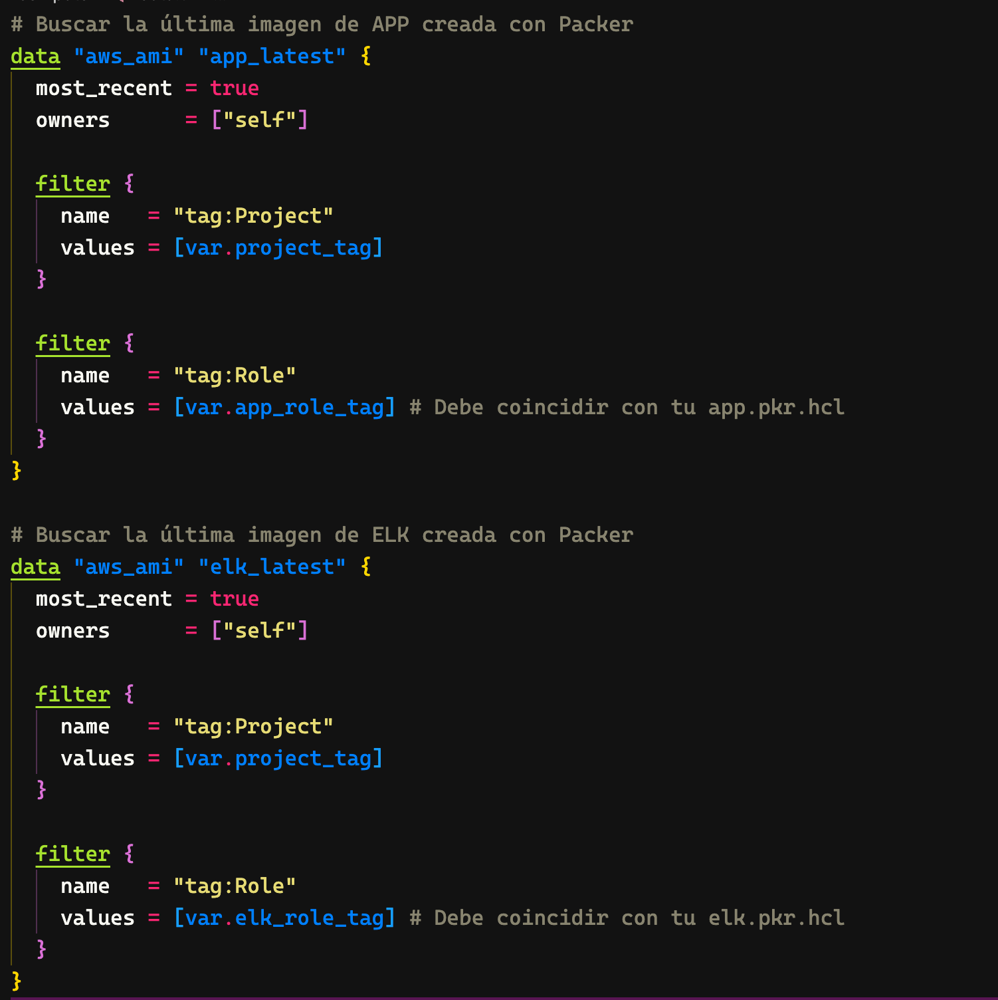 # Buscar la última imagen de APP creada con Packer
data "aws_ami" "app_latest" {
  most_recent = true
  owners      = ["self"]

  filter {
    name   = "tag:Project"
    values = [var.project_tag]
  }

  filter {
    name   = "tag:Role"
    values = [var.app_role_tag] # Debe coincidir con tu app.pkr.hcl
  }
}

# Buscar la última imagen de ELK creada con Packer
data "aws_ami" "elk_latest" {
  most_recent = true
  owners      = ["self"]

  filter {
    name   = "tag:Project"
    values = [var.project_tag]
  }

  filter {
    name   = "tag:Role"
    values = [var.elk_role_tag] # Debe coincidir con tu elk.pkr.hcl
  }
}